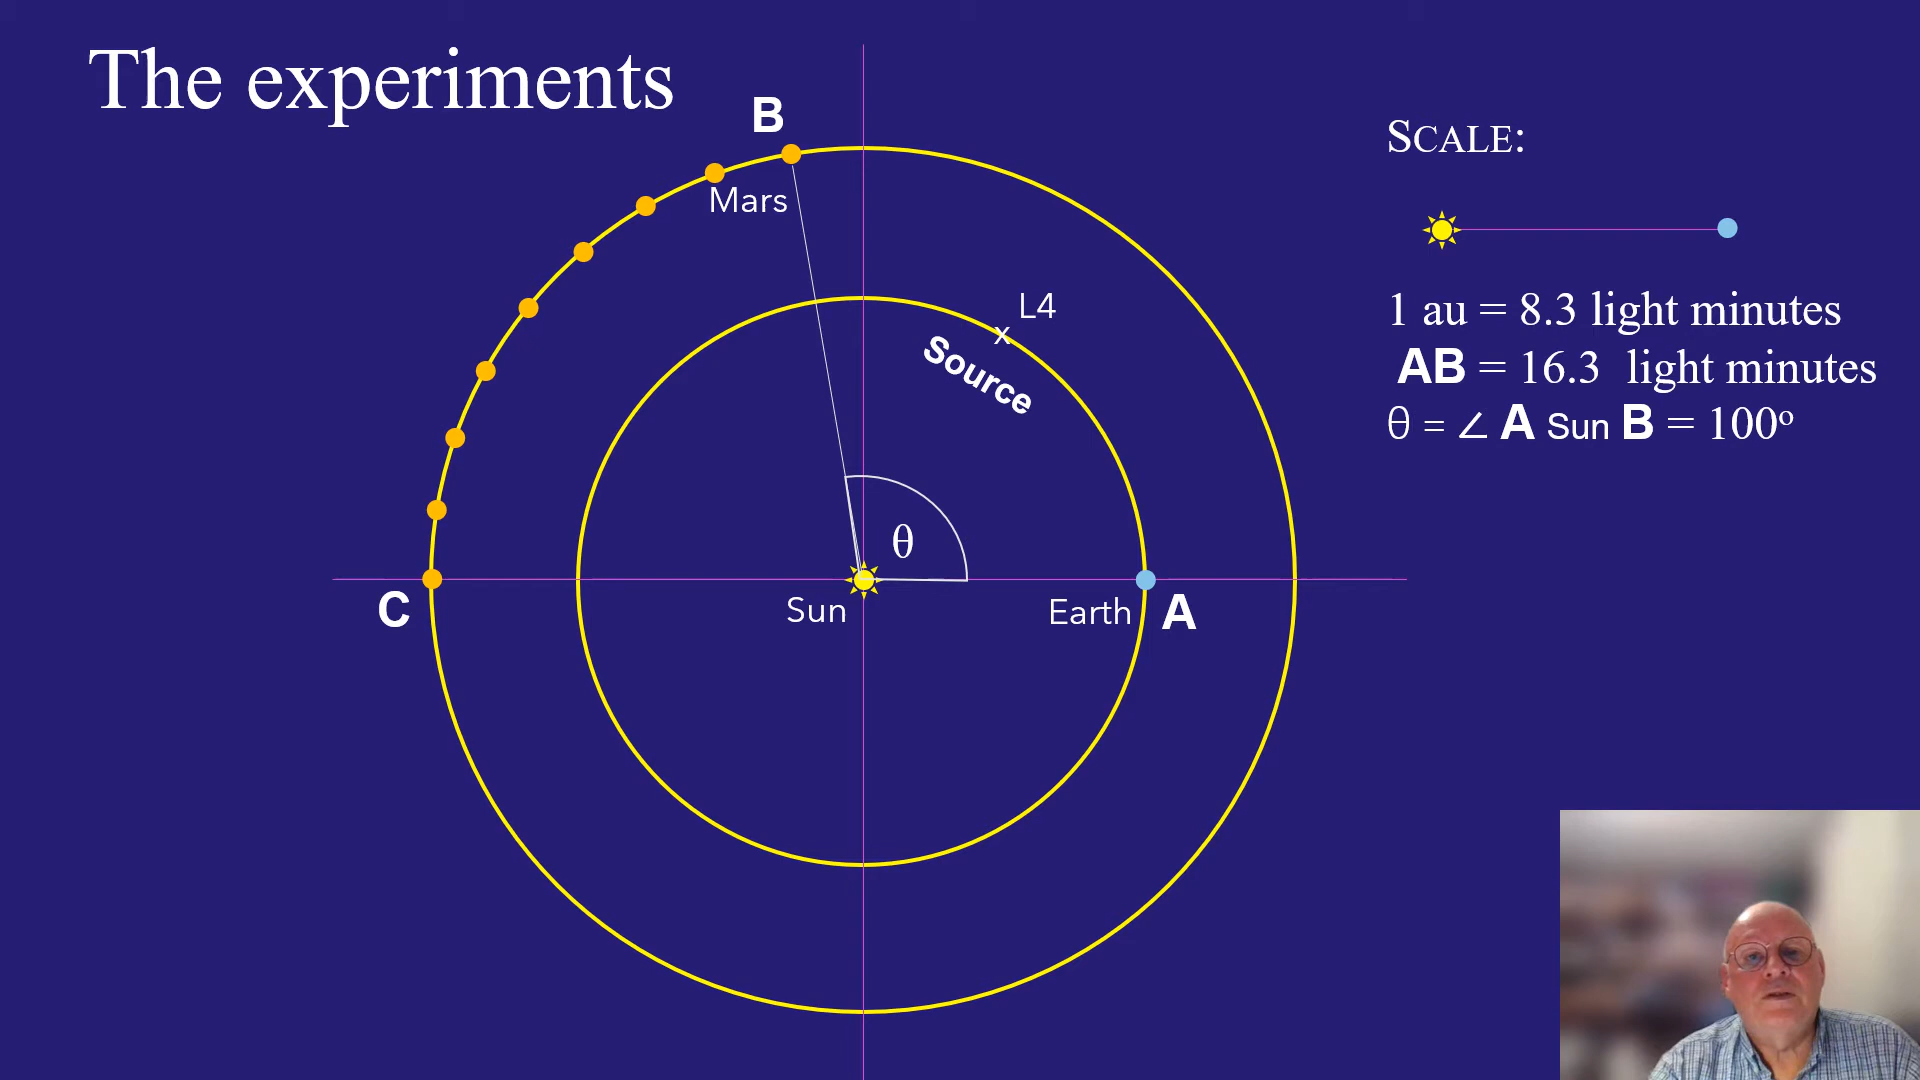 The experiments
B
Mars
L4
x
Source
θ
C
Sun
Earth
A
SCALE:
1 au = 8.3 light minutes
AB = 16.3 light minutes
θ = ∠ A Sun B = 100º